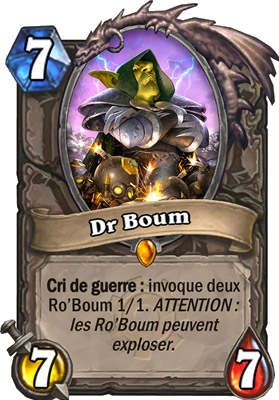 7
Dr Boum
Cri de guerre : invoque deux
Ro'Boum 1/1. ATTENTION :
les Ro'Boum peuvent
exploser.
7
7